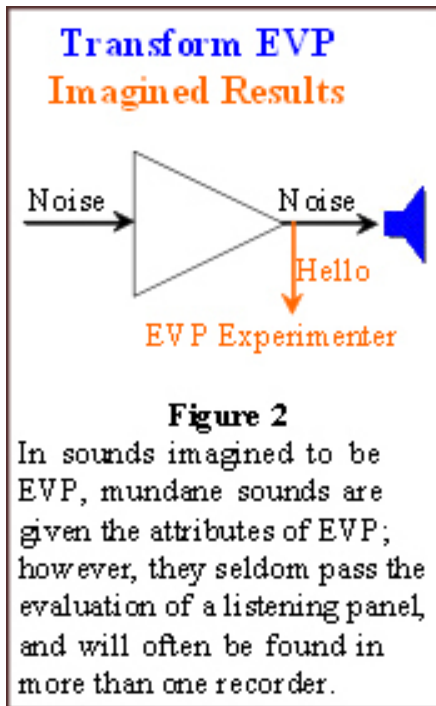 Transform EVP
Imagined Results
Noise
Noise
Hello
EVP Experimenter
Figure 2
In sounds imagined to be
EVP, mundane sounds are
given the attributes of EVP;
however, they seldom pass the
evaluation of a listening panel,
and will often be found in
more than one recorder.